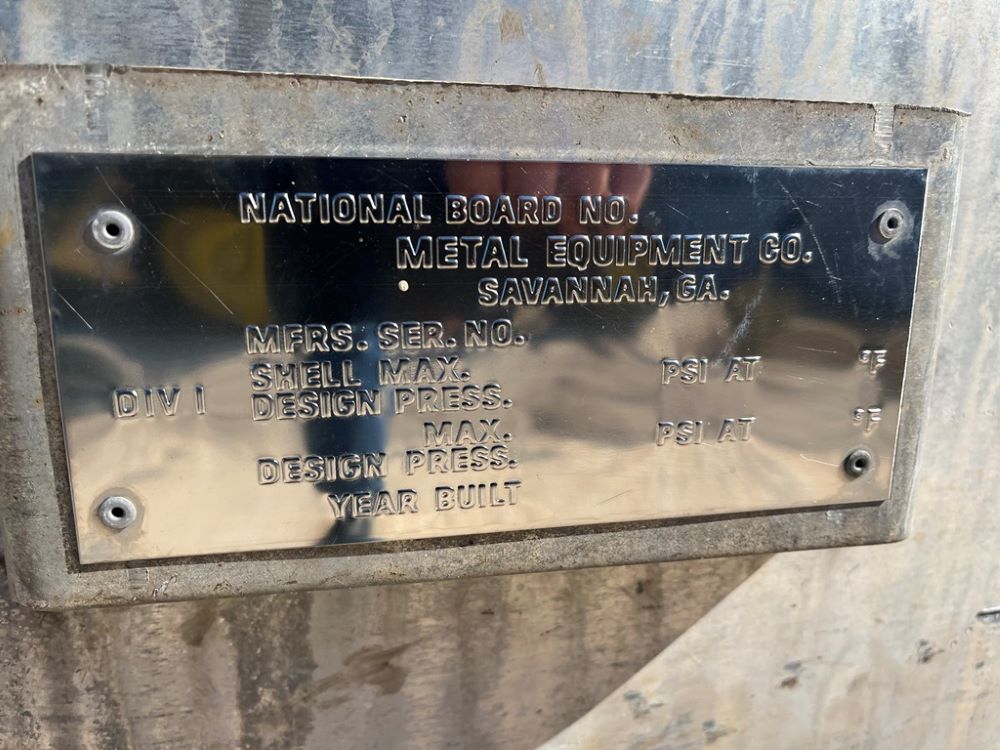 NATIONAL BOARD NO.
METAL EQUIPMENT CO.
SAVANNAH, GA.
MFRS. SER. NO.
SHELL MAX. PSI AT °F
DIV I DESIGN PRESS.
MAX. PSI AT °F
DESIGN PRESS.
YEAR BUILT